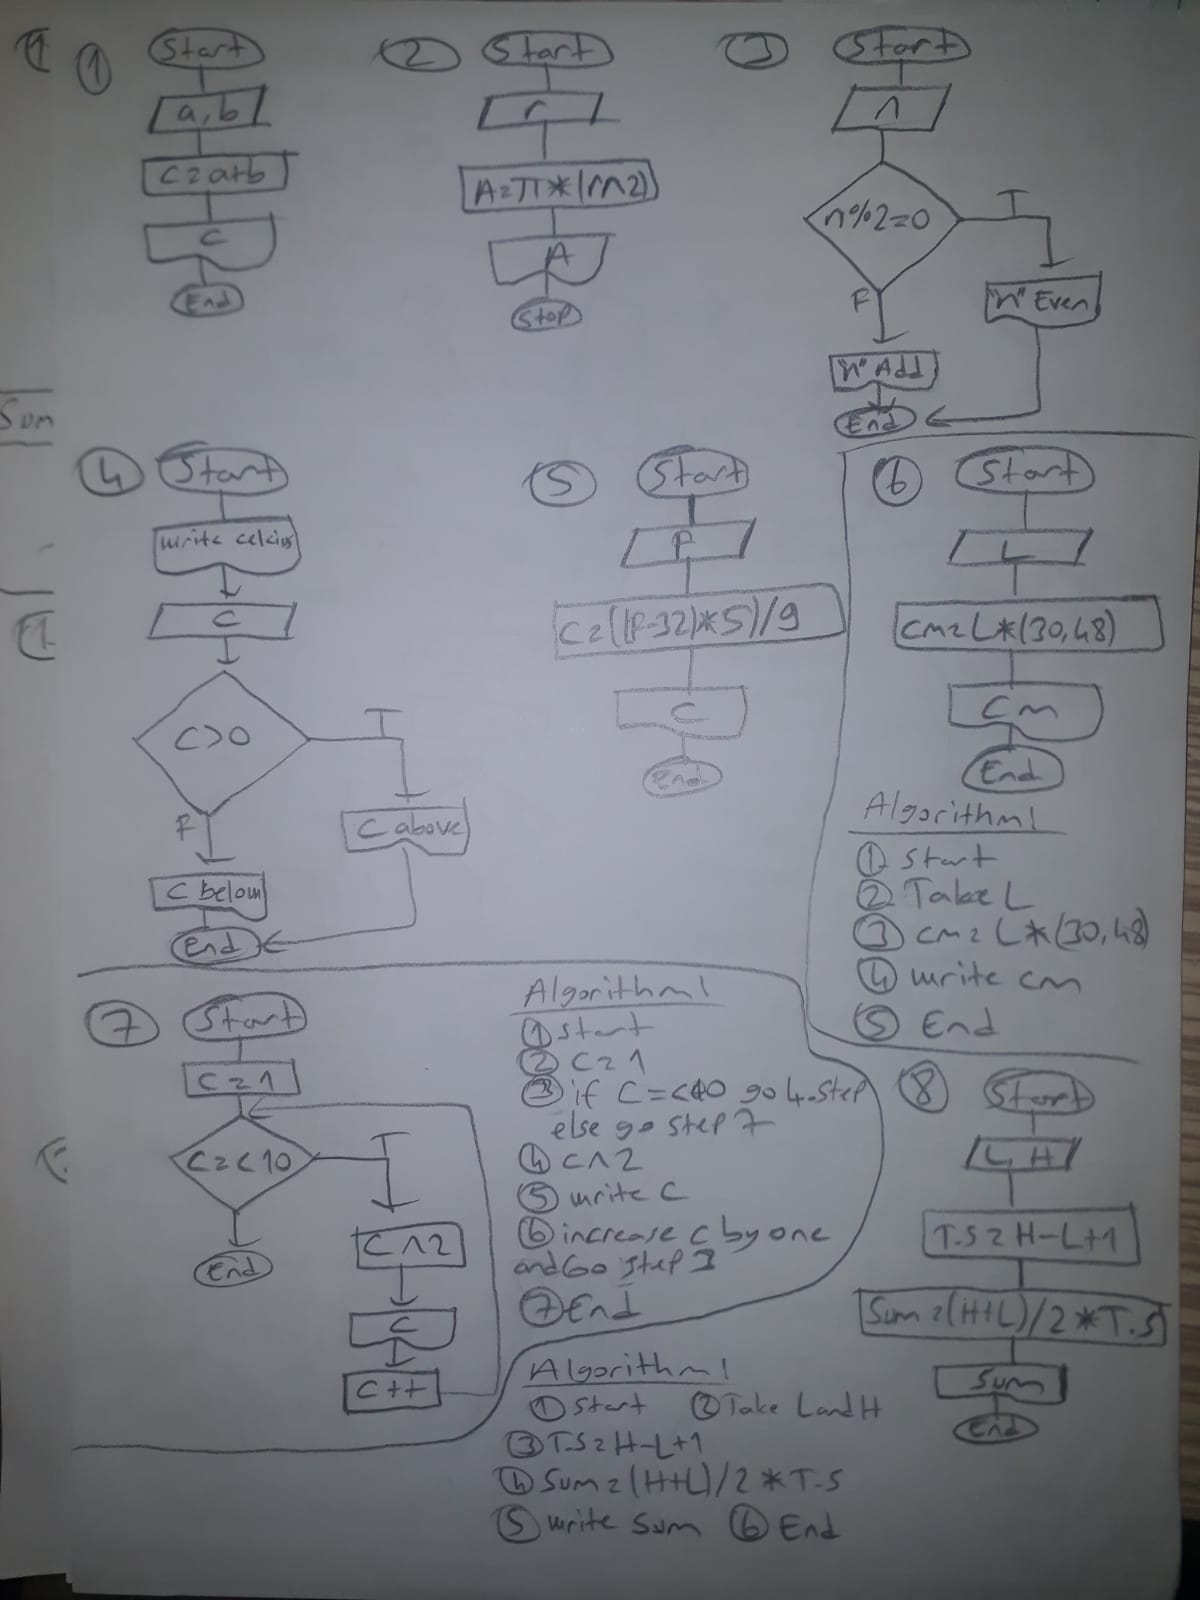 ① Start
a, b
C = a+b
C
End
② Start
r
A = π * (r^2)
A
Stop
③ Start
n
n%2=0
T
F
"n" Even
"n" Add
End
Som
④ Start
write celcius
C
C>0
T
F
C above
C below
End
⑤ Start
F
C = ((F-32)*5)/9
C
End
⑥ Start
L
cm = L*(30,48)
Cm
End
Algorithm
① Start
② Take L
③ cm = L*(30,48)
④ write cm
⑤ End
⑦ Start
C = 1
C=<10
T
End
C^2
C
C++
Algorithm
① Start
② C = 1
③ if C=<10 go 4.step
else go step 7
④ C^2
⑤ write C
⑥ increase C by one
and Go step 3
⑦ End
⑧ Start
L, H
T.S = H-L+1
Sum = (H+L)/2 * T.S
Sum
End
Algorithm
① Start ② Take L and H
③ T.S = H-L+1
④ Sum = (H+L)/2 * T.S
⑤ write Sum ⑥ End